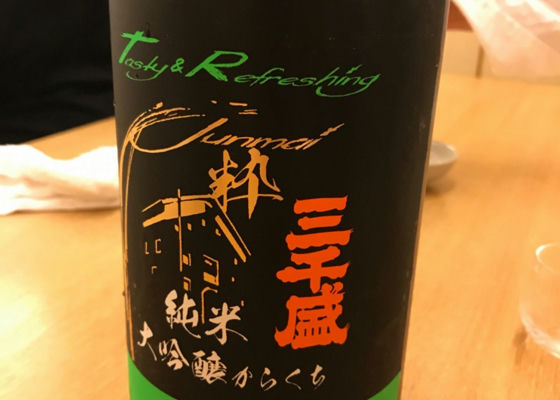 Tasty & Refreshing
Junmai
粋
三千盛
純米
大吟醸からくち